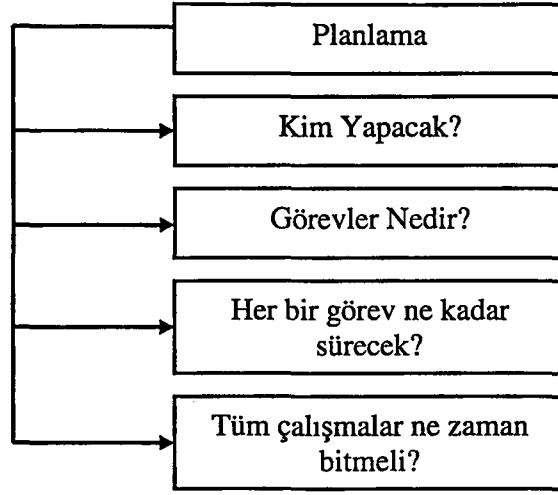 Planlama
Kim Yapacak?
Görevler Nedir?
Her bir görev ne kadar
sürecek?
Tüm çalışmalar ne zaman
bitmeli?